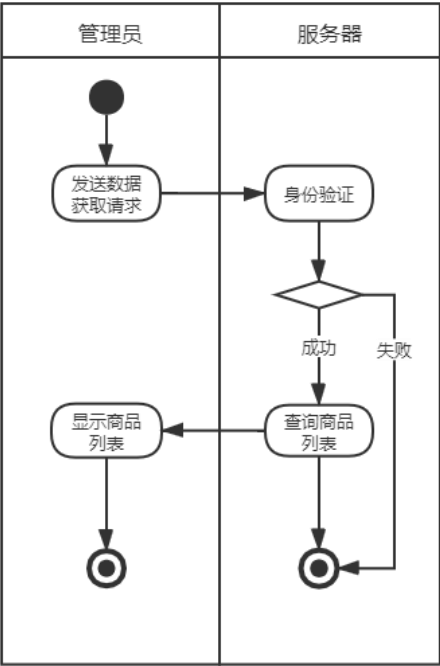 管理员
服务器
发送数据
获取请求
身份验证
成功
失败
显示商品
列表
查询商品
列表